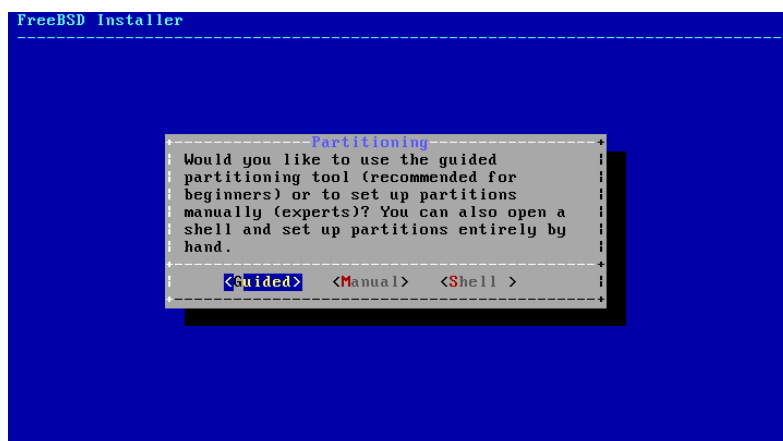 FreeBSD Installer
Partitioning
Would you like to use the guided
partitioning tool (recommended for
beginners) or to set up partitions
manually (experts)? You can also open a
shell and set up partitions entirely by
hand.
<Guided> <Manual> <Shell >